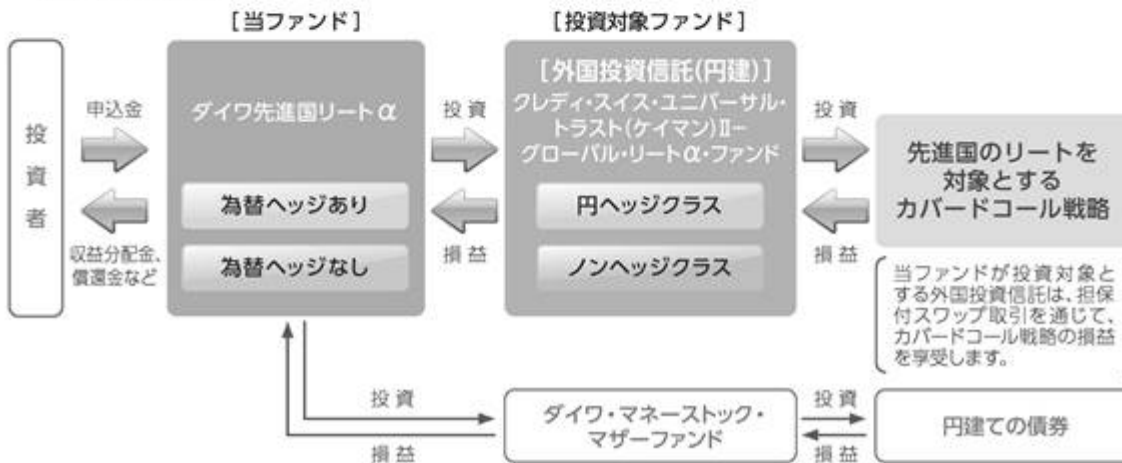 [当ファンド]
[投資対象ファンド]
投資者
申込金
収益分配金、
償還金など
ダイワ先進国リートα
為替ヘッジあり
為替ヘッジなし
投資
損益
[外国投資信託(円建)]
クレディ・スイス・ユニバーサル・
トラスト(ケイマン)Ⅱ−
グローバル・リートα・ファンド
円ヘッジクラス
ノンヘッジクラス
投資
損益
先進国のリートを
対象とする
カバードコール戦略
当ファンドが投資対象と
する外国投資信託は、担保
付スワップ取引を通じて、
カバードコール戦略の損益
を享受します。
投資
損益
ダイワ・マネーストック・
マザーファンド
投資
損益
円建ての債券